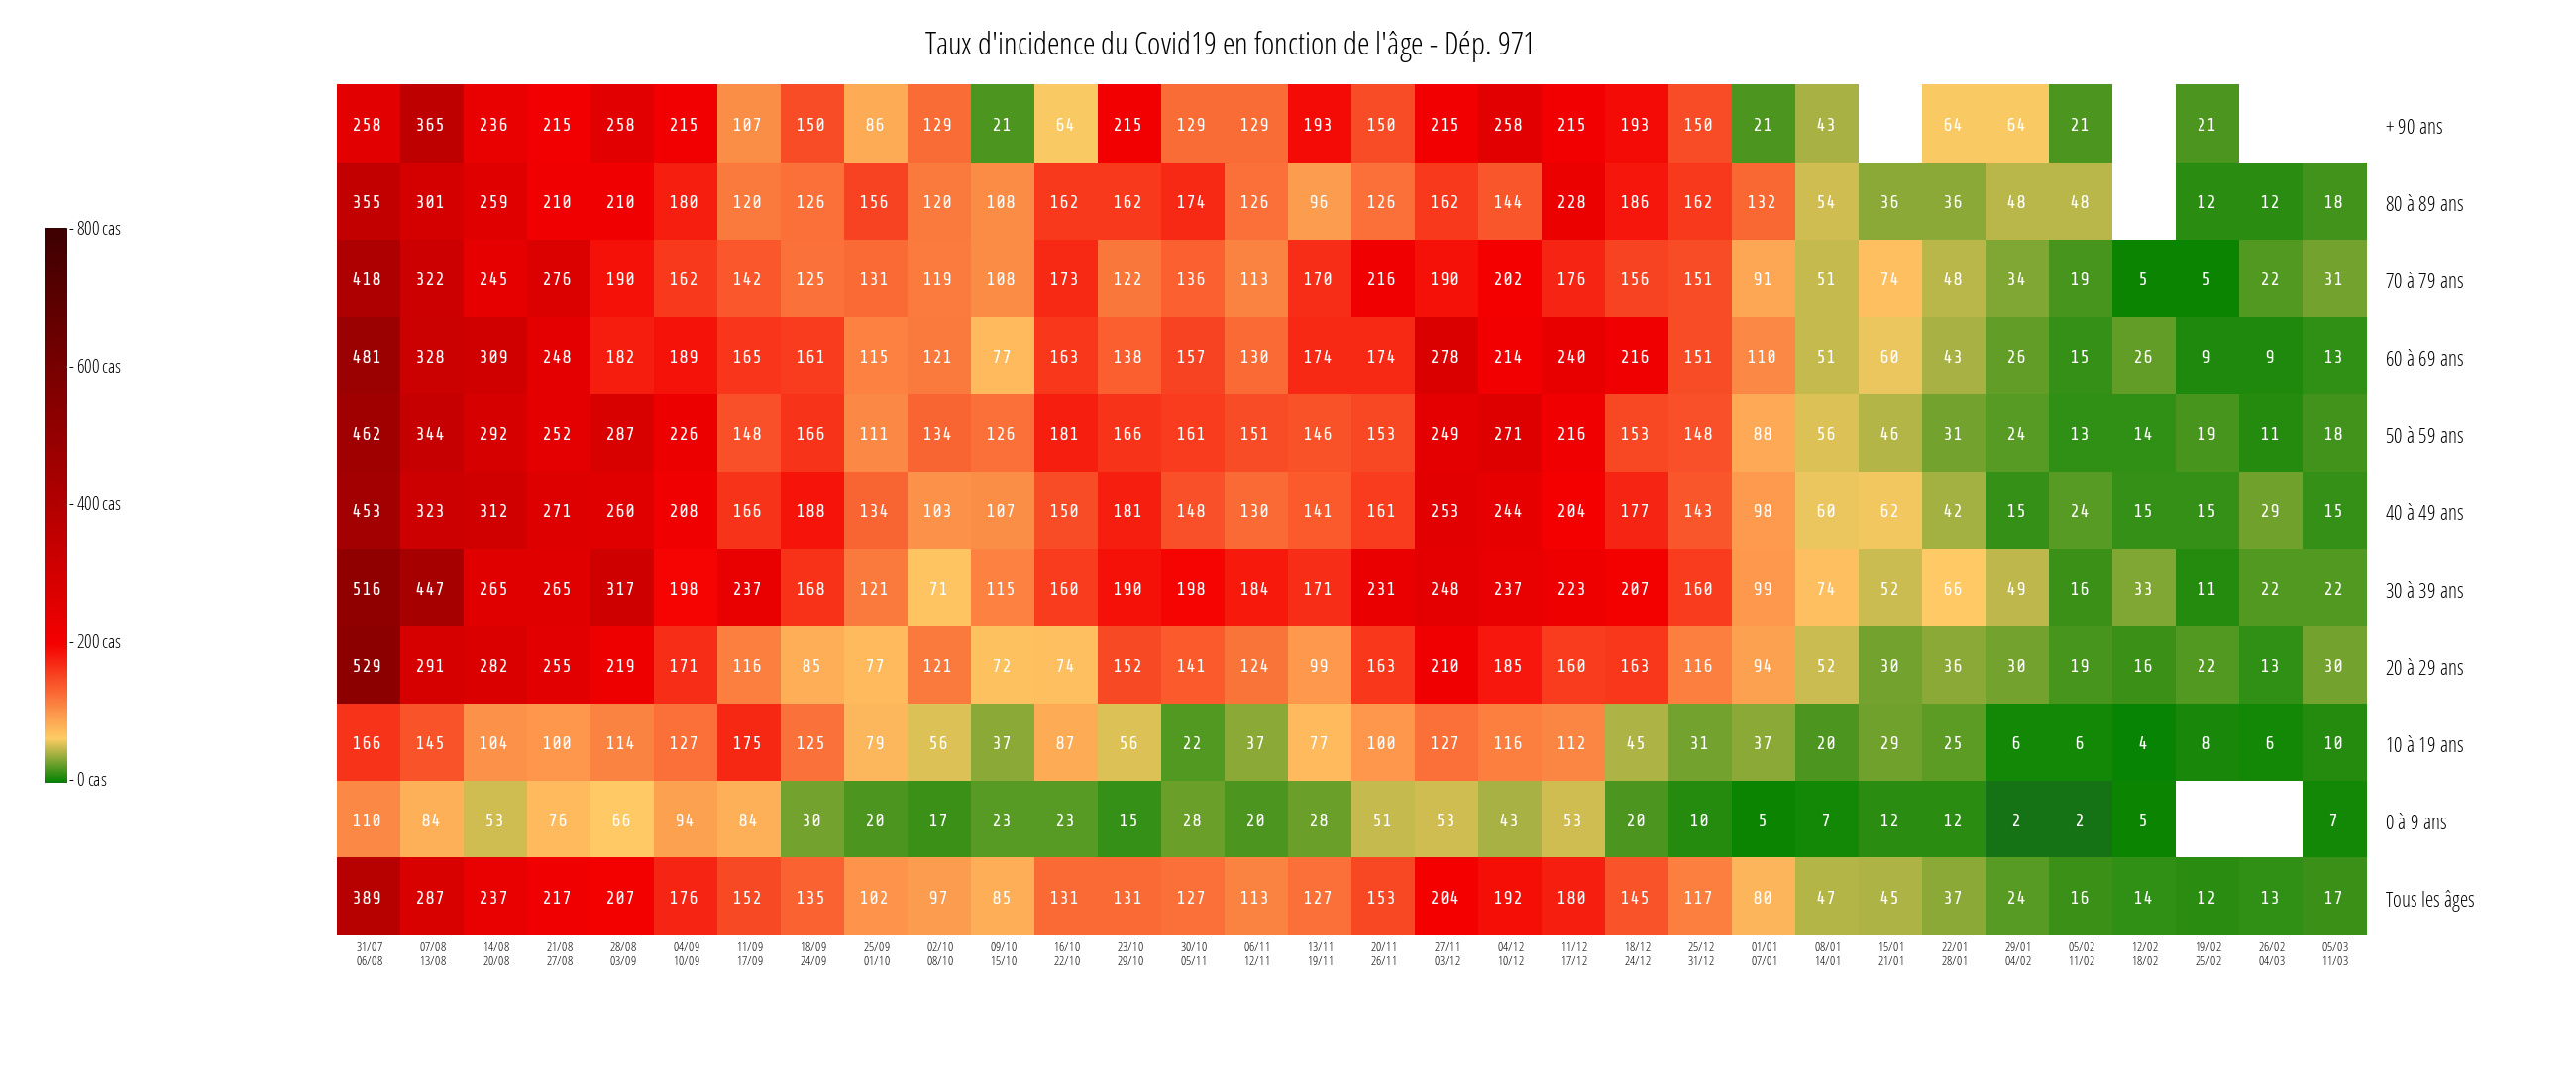 Taux d'incidence du Covid19 en fonction de l'âge - Dép. 971
258 365 236 215 258 215 107 150 86 129 21 64 215 129 129 193 150 215 258 215 193 150 21 43 64 64 21 21 + 90 ans
355 301 259 210 210 180 120 126 156 120 108 162 162 174 126 96 126 162 144 228 186 162 132 54 36 36 48 48 12 12 18 80 à 89 ans
- 800 cas
418 322 245 276 190 162 142 125 131 119 108 173 122 136 113 170 216 190 202 176 156 151 91 51 74 48 34 19 5 5 22 31 70 à 79 ans
481 328 309 248 182 189 165 161 115 121 77 163 138 157 130 174 174 278 214 240 216 151 110 51 60 43 26 15 26 9 9 13 60 à 69 ans
- 600 cas
462 344 292 252 287 226 148 166 111 134 126 181 166 161 151 146 153 249 271 216 153 148 88 56 46 31 24 13 14 19 11 18 50 à 59 ans
- 400 cas
453 323 312 271 260 208 166 188 134 103 107 150 181 148 130 141 161 253 244 204 177 143 98 60 62 42 15 24 15 15 29 15 40 à 49 ans
516 447 265 265 317 198 237 168 121 71 115 160 190 198 184 171 231 248 237 223 207 160 99 74 52 66 49 16 33 11 22 22 30 à 39 ans
- 200 cas
529 291 282 255 219 171 116 85 77 121 72 74 152 141 124 99 163 210 185 160 163 116 94 52 30 36 30 19 16 22 13 30 20 à 29 ans
166 145 104 100 114 127 175 125 79 56 37 87 56 22 37 77 100 127 116 112 45 31 37 20 29 25 6 6 4 8 6 10 10 à 19 ans
- 0 cas
110 84 53 76 66 94 84 30 20 17 23 23 15 28 20 28 51 53 43 53 20 10 5 7 12 12 2 2 5 7 0 à 9 ans
389 287 237 217 207 176 152 135 102 97 85 131 131 127 113 127 153 204 192 180 145 117 80 47 45 37 24 16 14 12 13 17 Tous les âges
31/07 07/08 14/08 21/08 28/08 04/09 11/09 18/09 25/09 02/10 09/10 16/10 23/10 30/10 06/11 13/11 20/11 27/11 04/12 11/12 18/12 25/12 01/01 08/01 15/01 22/01 29/01 05/02 12/02 19/02 26/02 05/03
06/08 13/08 20/08 27/08 03/09 10/09 17/09 24/09 01/10 08/10 15/10 22/10 29/10 05/11 12/11 19/11 26/11 03/12 10/12 17/12 24/12 31/12 07/01 14/01 21/01 28/01 04/02 11/02 18/02 25/02 04/03 11/03